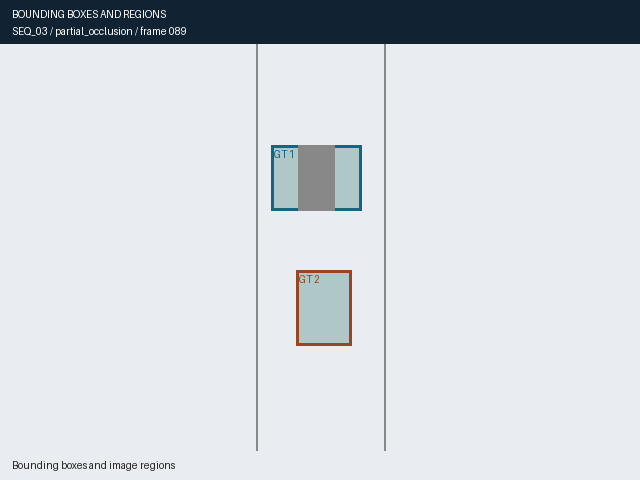 BOUNDING BOXES AND REGIONS
SEQ_03 / partial_occlusion / frame 089
GT1
GT2
Bounding boxes and image regions